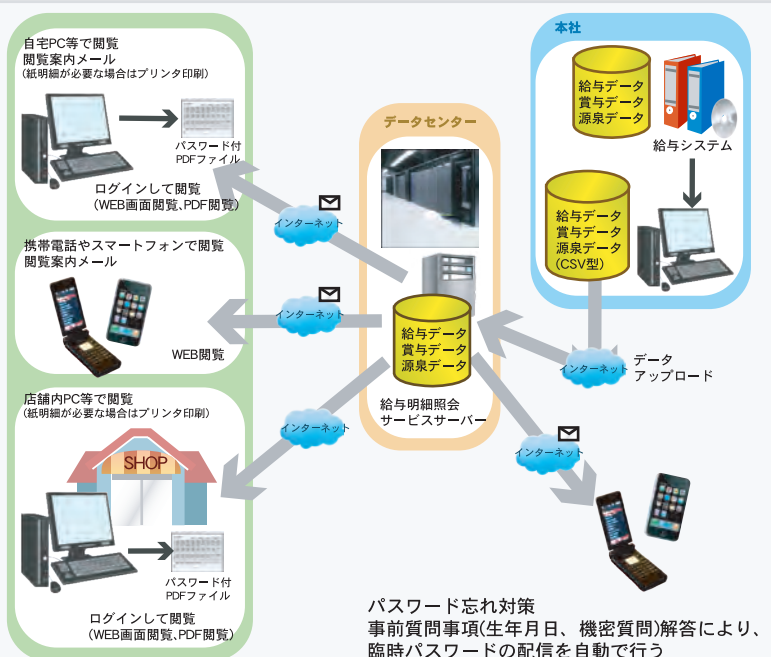 自宅PC等で閲覧
閲覧案内メール
(紙明細が必要な場合はプリンタ印刷)
パスワード付
PDFファイル
ログインして閲覧
(WEB画面閲覧、PDF閲覧)
携帯電話やスマートフォンで閲覧
閲覧案内メール
WEB閲覧
店舗内PC等で閲覧
(紙明細が必要な場合はプリンタ印刷)
SHOP
パスワード付
PDFファイル
ログインして閲覧
(WEB画面閲覧、PDF閲覧)
インターネット
インターネット
インターネット
データセンター
給与データ
賞与データ
源泉データ
給与明細照会
サービスサーバー
本社
給与データ
賞与データ
源泉データ
給与システム
給与データ
賞与データ
源泉データ
(CSV型)
インターネット
データ
アップロード
インターネット
パスワード忘れ対策
事前質問事項(生年月日、機密質問)解答により、
臨時パスワードの配信を自動で行う